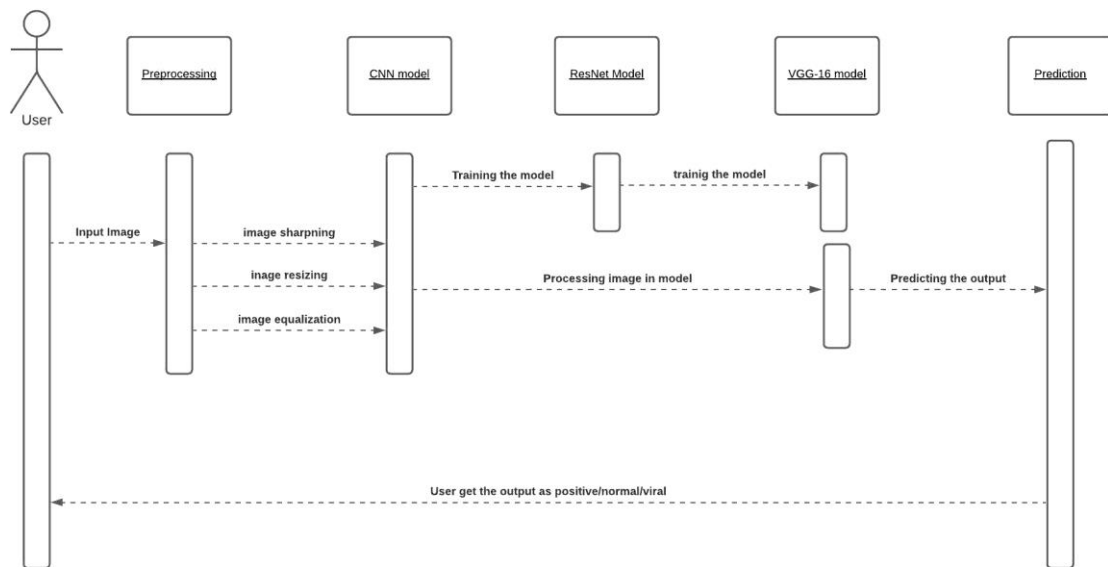 User
Preprocessing
CNN model
ResNet Model
VGG-16 model
Prediction
Training the model
trainig the model
Input Image
image sharpning
inage resizing
Processing image in model
Predicting the output
image equalization
User get the output as positive/normal/viral